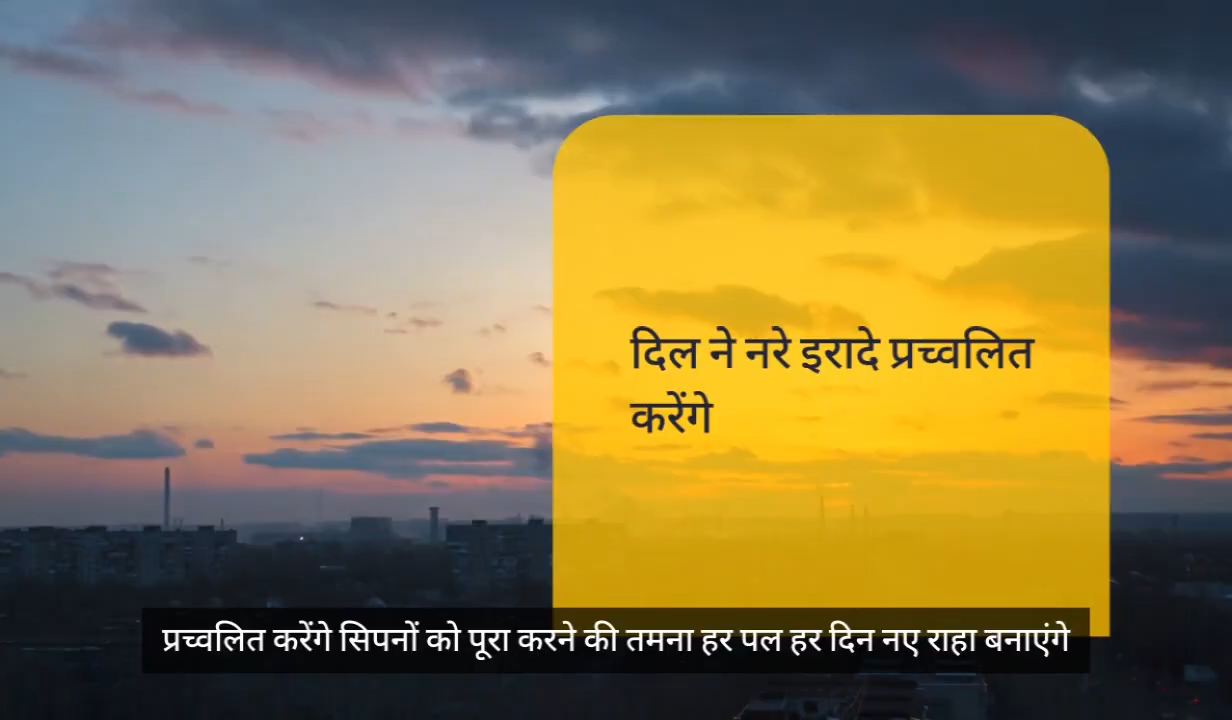 दिल ने नरे इरादे प्रच्वलित
करेंगे
प्रच्वलित करेंगे सिपनों को पूरा करने की तमना हर पल हर दिन नए राहा बनाएंगे